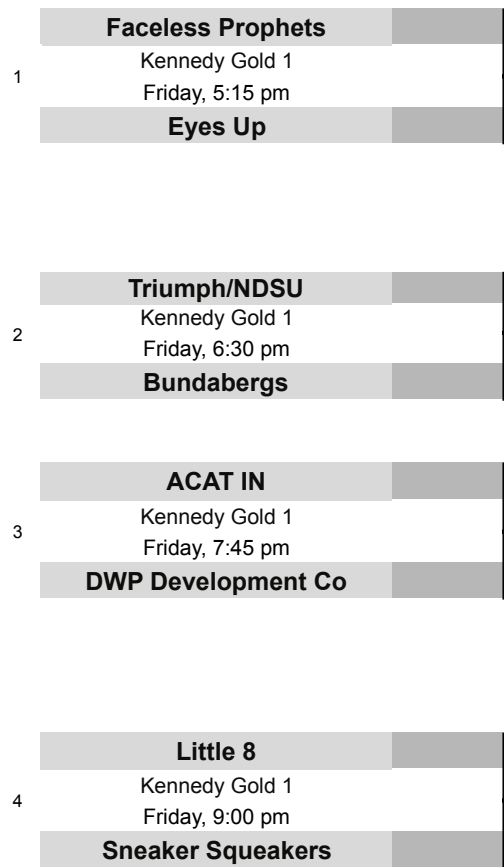 Faceless Prophets
1
Kennedy Gold 1
Friday, 5:15 pm
Eyes Up
Triumph/NDSU
2
Kennedy Gold 1
Friday, 6:30 pm
Bundabergs
ACAT IN
3
Kennedy Gold 1
Friday, 7:45 pm
DWP Development Co
Little 8
4
Kennedy Gold 1
Friday, 9:00 pm
Sneaker Squeakers